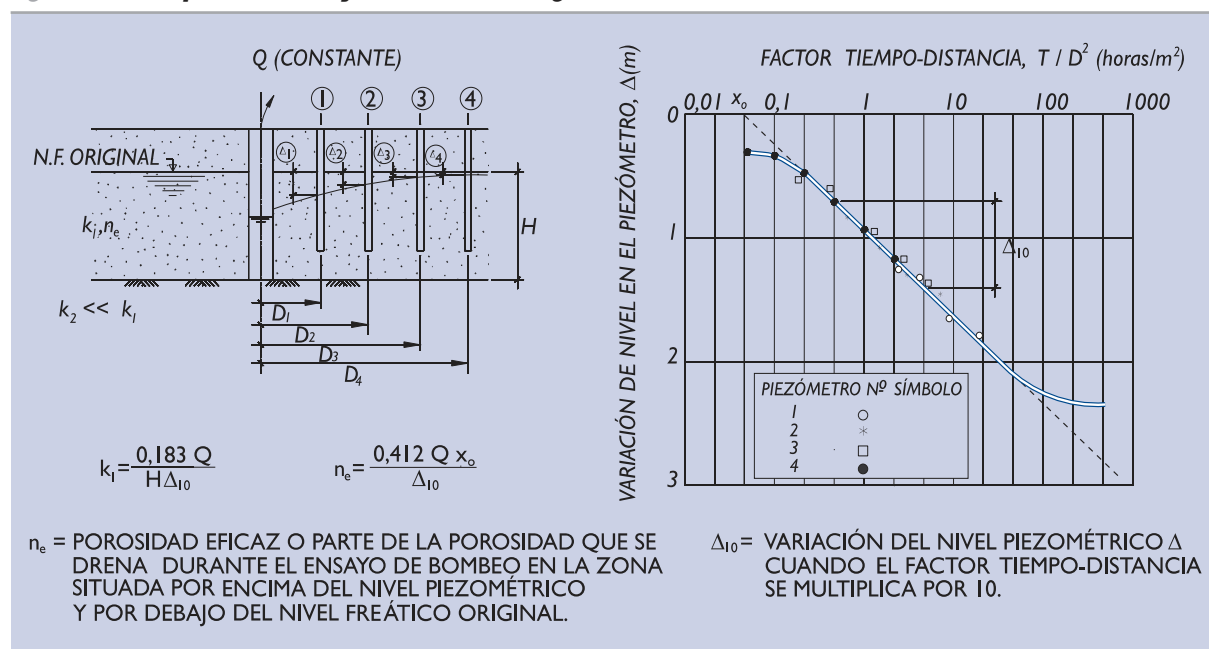 Q (CONSTANTE)
① ② ③ ④
N.F. ORIGINAL
Δ₁ Δ₂ Δ₃ Δ₄
kᵢ,nₑ
H
k₂ << k₁
D₁
D₂
D₃
D₄
k₁= 0,183 Q / HΔ₁₀
nₑ= 0,412 Q xₒ / Δ₁₀
FACTOR TIEMPO-DISTANCIA, T / D² (horas/m²)
0,01 xₒ 0,1 1 10 100 1000
VARIACIÓN DE NIVEL EN EL PIEZÓMETRO, Δ(m)
0
1
2
3
Δ₁₀
PIEZÓMETRO Nº SÍMBOLO
1 ○
2 *
3 □
4 ●
nₑ = POROSIDAD EFICAZ O PARTE DE LA POROSIDAD QUE SE
DRENA DURANTE EL ENSAYO DE BOMBEO EN LA ZONA
SITUADA POR ENCIMA DEL NIVEL PIEZOMÉTRICO
Y POR DEBAJO DEL NIVEL FREÁTICO ORIGINAL.
Δ₁₀= VARIACIÓN DEL NIVEL PIEZOMÉTRICO Δ
CUANDO EL FACTOR TIEMPO-DISTANCIA
SE MULTIPLICA POR 10.